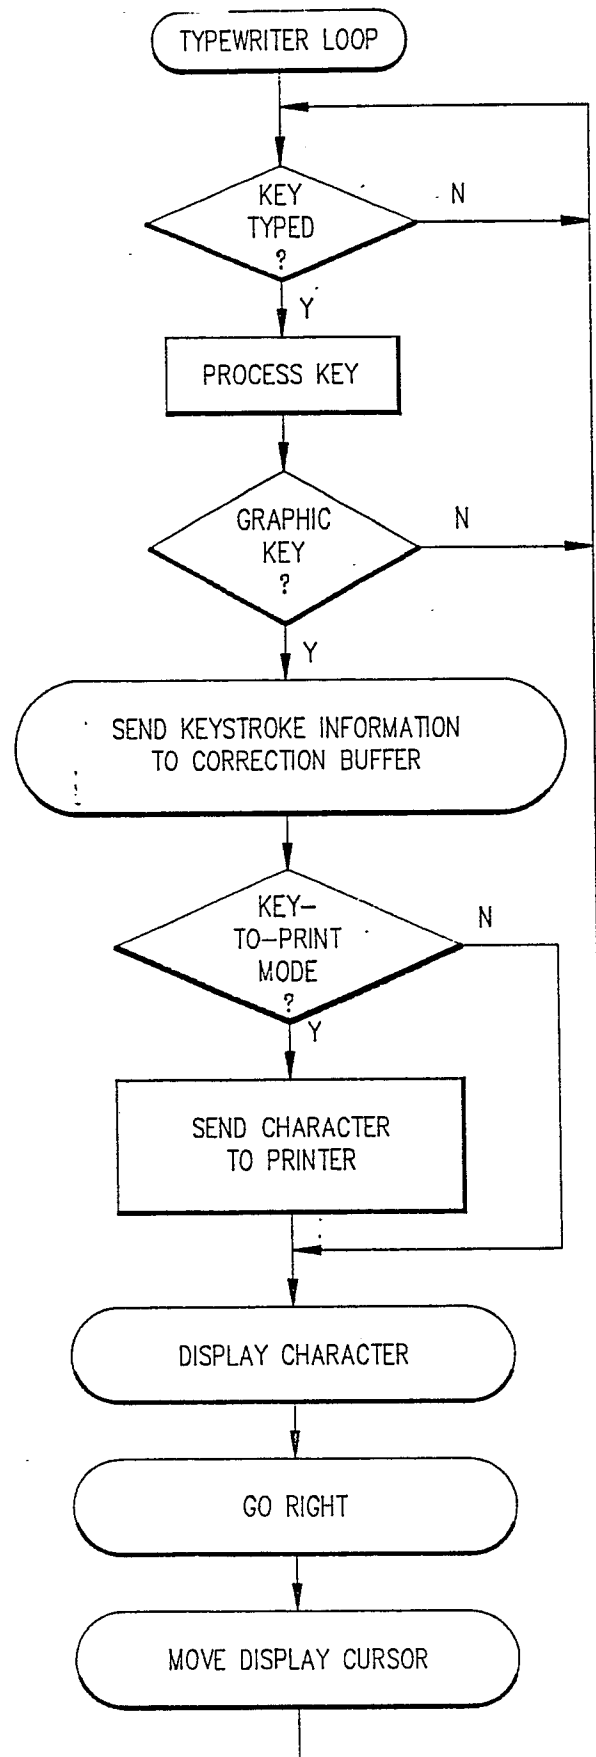 TYPEWRITER LOOP
KEY
TYPED
?
N
Y
PROCESS KEY
GRAPHIC
KEY
?
N
Y
SEND KEYSTROKE INFORMATION
TO CORRECTION BUFFER
KEY-
TO-PRINT
MODE
?
N
Y
SEND CHARACTER
TO PRINTER
DISPLAY CHARACTER
GO RIGHT
MOVE DISPLAY CURSOR